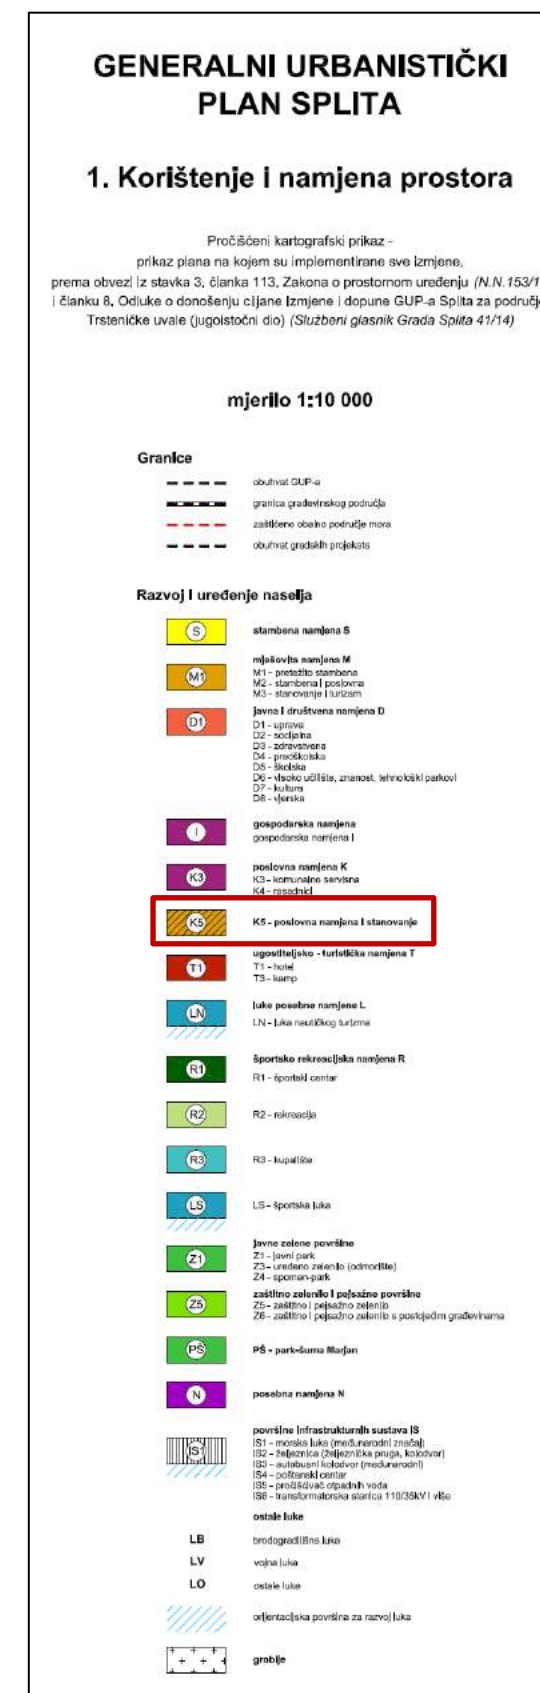 GENERALNI URBANISTIČKI
PLAN SPLITA
1. Korištenje i namjena prostora
Pročišćeni kartografski prikaz -
prikaz plana na kojem su implementirane sve izmjene,
prema obvezi iz stavka 3, članka 113, Zakona o prostornom uređenju (N.N.153/1
i članku 8, Odluke o donošenju ciljane izmjene i dopune GUP-a Splita za područj
Trsteničke uvale (jugoistočni dio) (Službeni glasnik Grada Splita 41/14)
mjerilo 1:10 000
Granice
obuhvat GUP-a
granica građevinskog područja
zaštićeno obalno područje mora
obuhvat gradskih projekata
Razvoj i uređenje naselja
S stambena namjena S
mješovita namjena M
M1 M1 - pretežito stambena
M2 - stambena i poslovna
M3 - stanovanje i turizam
javna i društvena namjena D
D1 D1 - uprava
D2 - socijalna
D3 - zdravstvena
D4 - predškolska
D5 - školska
D6 - visoko učilište, znanost, tehnološki parkovi
D7 - kultura
D8 - vjerska
gospodarska namjena
I gospodarska namjena I
poslovna namjena K
K3 K3 - komunalno servisna
K4 - rasadnici
K5 K5 - poslovna namjena i stanovanje
ugostiteljsko - turistička namjena T
T1 T1 - hotel
T3 - kamp
luke posebne namjene L
LN LN - luka nautičkog turizma
športsko rekreacijska namjena R
R1 R1 - športski centar
R2 R2 - rekreacija
R3 R3 - kupalište
LS LS - športska luka
javne zelene površine
Z1 Z1 - javni park
Z3 - uređeno zelenilo (odmorište)
Z4 - spomen-park
zaštitno zelenilo i pejsažne površine
Z5 Z5 - zaštitno i pejsažno zelenilo
Z6 - zaštitno i pejsažno zelenilo s postojećim građevinama
PŠ PŠ - park-šuma Marjan
N posebna namjena N
površine infrastrukturnih sustava IS
IS1 IS1 - morska luka (međunarodni značaj)
IS2 - željeznica (željeznička pruga, kolodvor)
IS3 - autobusni kolodvor (međunarodni)
IS4 - poštanski centar
IS5 - pročišćivač otpadnih voda
IS6 - transformatorska stanica 110/35kV i više
ostale luke
LB brodogradilišna luka
LV vojna luka
LO ostale luke
orijentacijska površina za razvoj luka
groblje